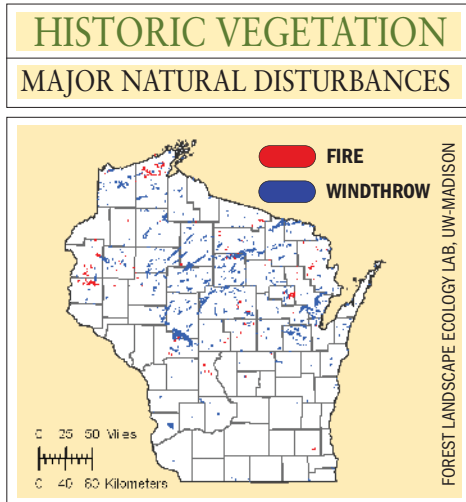 HISTORIC VEGETATION
MAJOR NATURAL DISTURBANCES
FIRE
WINDTHROW
FOREST LANDSCAPE ECOLOGY LAB, UW-MADISON
0 25 50 Miles
0 40 80 Kilometers